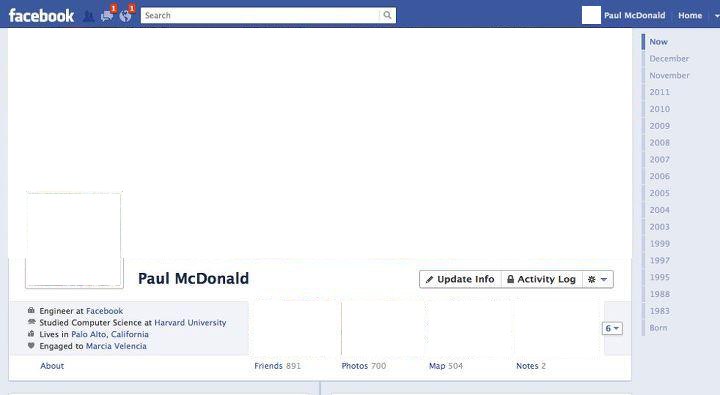 facebook 1 1 Search Paul McDonald Home
Now
December
November
2011
2010
2009
2008
2007
2006
2005
2004
2003
1999
1997
1995
1988
1983
Born
Paul McDonald Update Info Activity Log
Engineer at Facebook
Studied Computer Science at Harvard University
Lives in Palo Alto, California
Engaged to Marcia Velencia
6
About Friends 891 Photos 700 Map 504 Notes 2